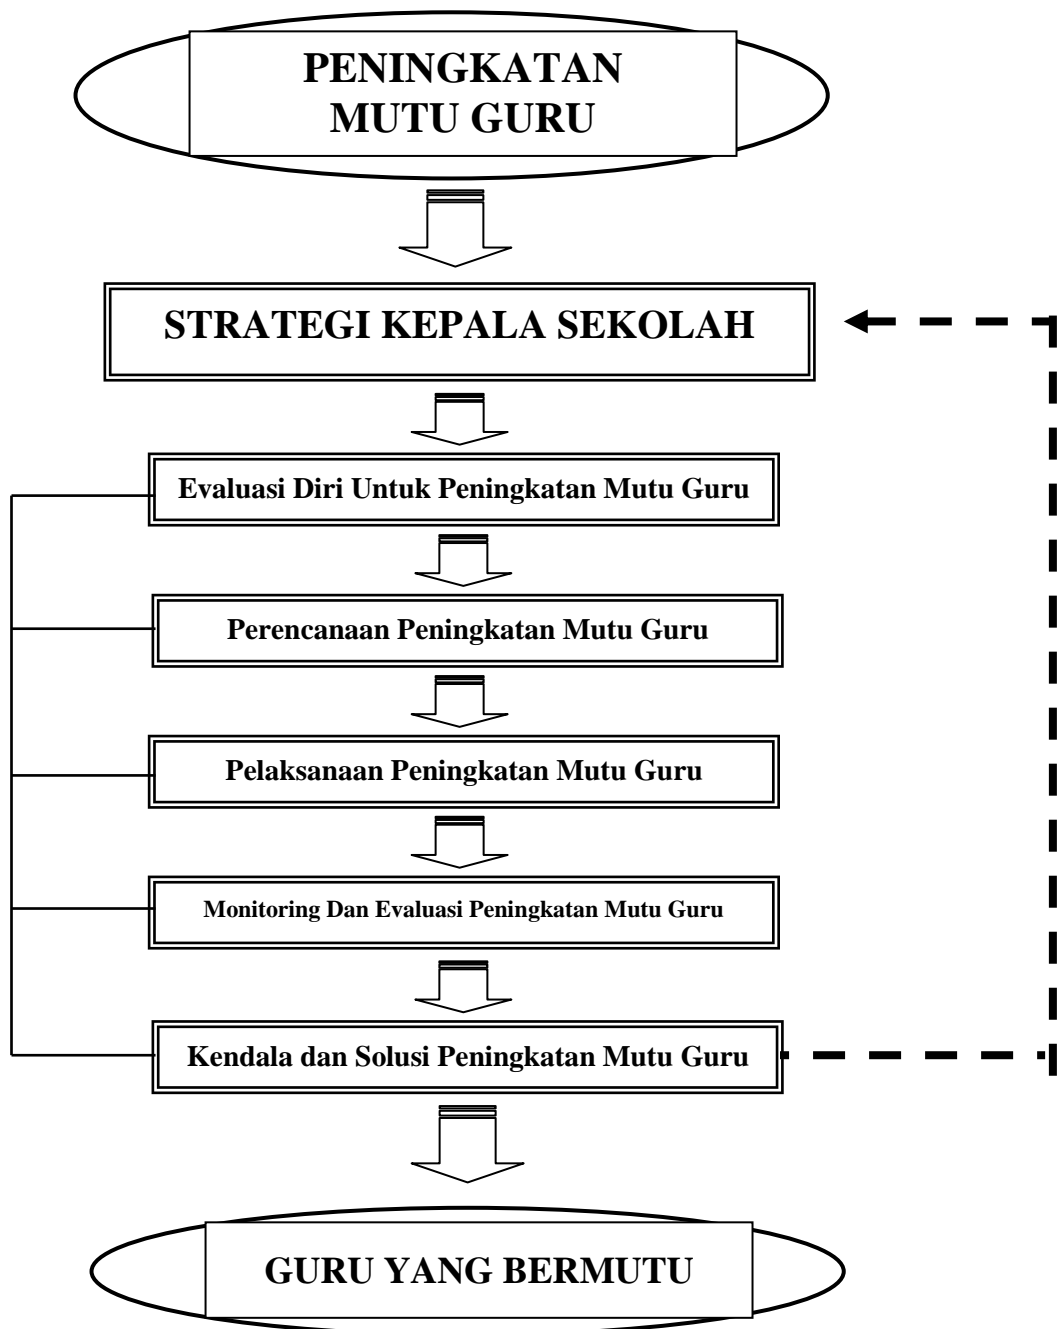 PENINGKATAN
MUTU GURU
STRATEGI KEPALA SEKOLAH
Evaluasi Diri Untuk Peningkatan Mutu Guru
Perencanaan Peningkatan Mutu Guru
Pelaksanaan Peningkatan Mutu Guru
Monitoring Dan Evaluasi Peningkatan Mutu Guru
Kendala dan Solusi Peningkatan Mutu Guru
GURU YANG BERMUTU